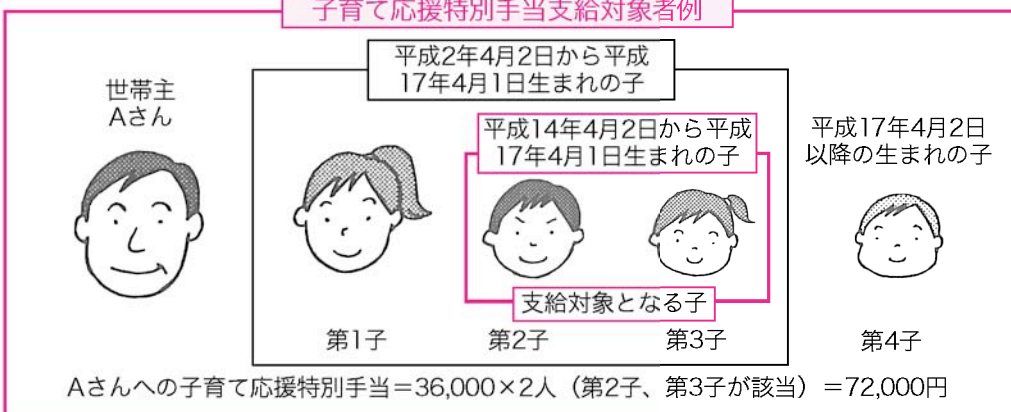 子育て応援特別手当支給対象者例
平成2年4月2日から平成
17年4月1日生まれの子
世帯主
Aさん
平成14年4月2日から平成
17年4月1日生まれの子
平成17年4月2日
以降の生まれの子
支給対象となる子
第1子
第2子
第3子
第4子
Aさんへの子育て応援特別手当＝36,000×2人（第2子、第3子が該当）＝72,000円